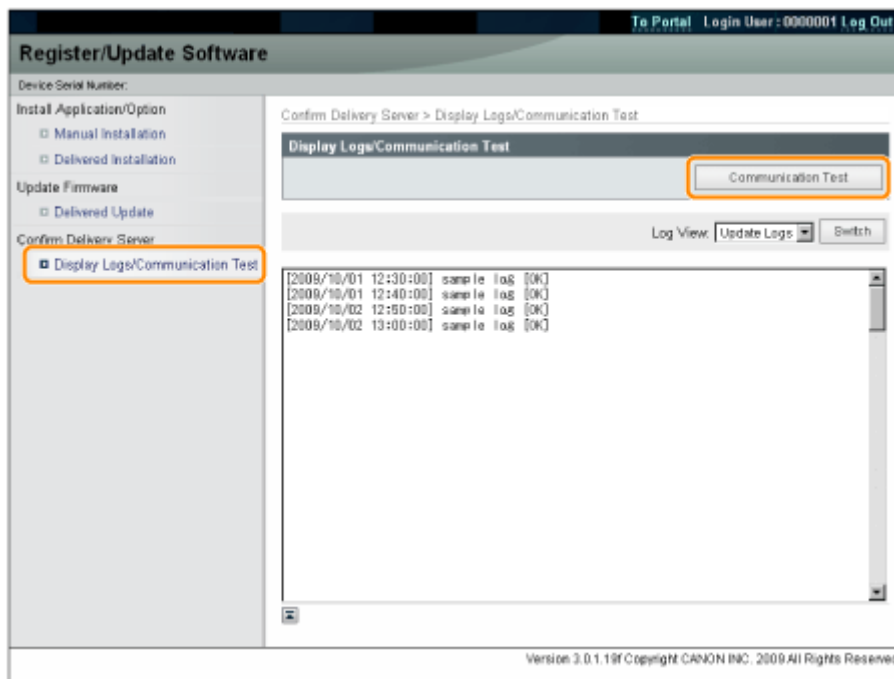 To Portal Login User : 0000001 Log Out
Register/Update Software
Device Serial Number:
Install Application/Option
Manual Installation
Delivered Installation
Update Firmware
Delivered Update
Confirm Delivery Server
Display Logs/Communication Test
Confirm Delivery Server > Display Logs/Communication Test
Display Logs/Communication Test
Communication Test
Log View: Update Logs Switch
[2009/10/01 12:30:00] sample log [OK]
[2009/10/01 12:40:00] sample log [OK]
[2009/10/02 12:50:00] sample log [OK]
[2009/10/02 13:00:00] sample log [OK]
Version 3.0.1.19f Copyright CANON INC. 2009 All Rights Reserved